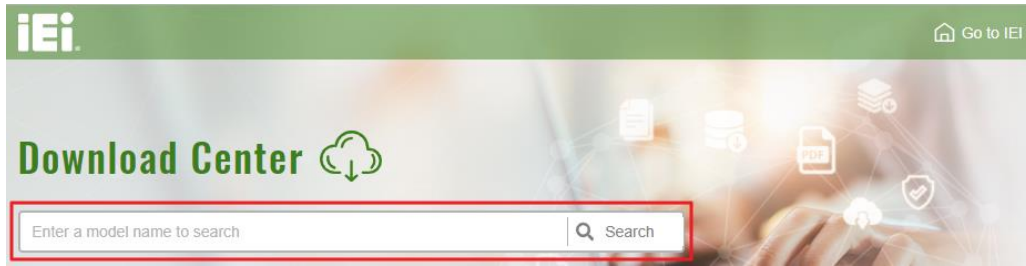 iEi.
Go to IEI
Download Center
Enter a model name to search
Search
PDF